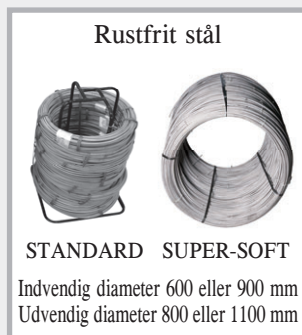 Rustfrit stål
STANDARD SUPER-SOFT
Indvendig diameter 600 eller 900 mm
Udvendig diameter 800 eller 1100 mm